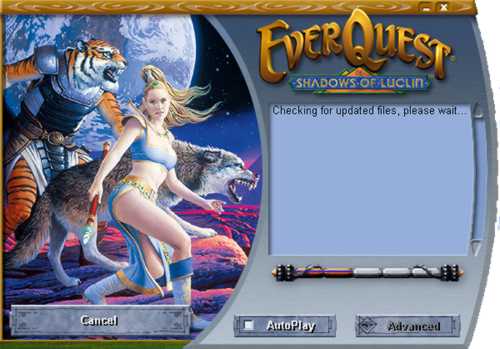 EverQuest
SHADOWS OF LUCLIN
Checking for updated files, please wait...
Cancel
AutoPlay
Advanced